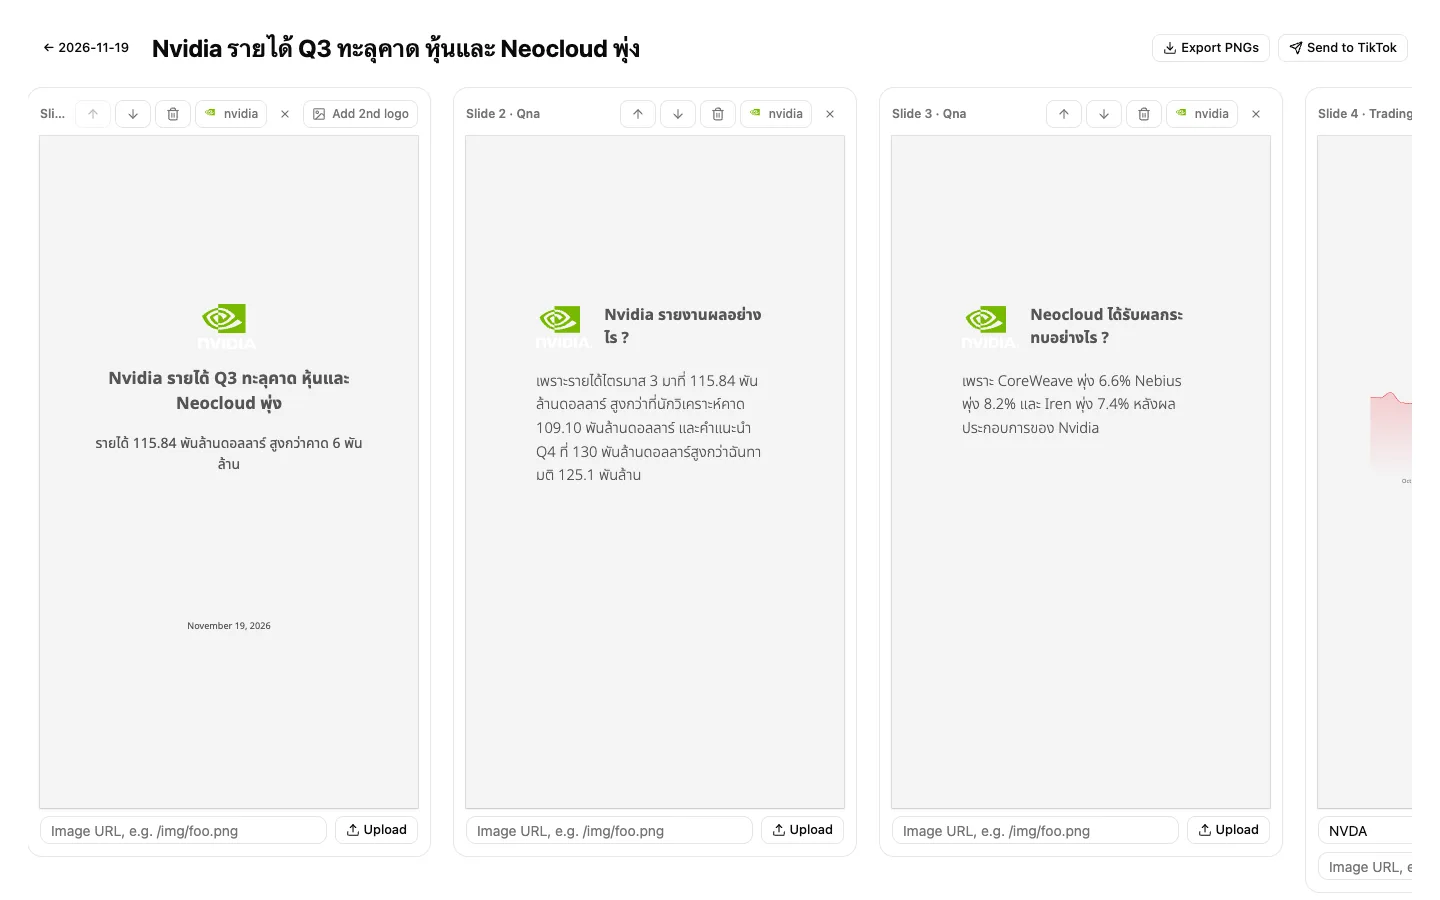 ← 2026-11-19
Nvidia รายได้ Q3 ทะลุคาด หุ้นและ Neocloud พุ่ง
Export PNGs
Send to TikTok
Sli...
nvidia
×
Add 2nd logo
NVIDIA
Nvidia รายได้ Q3 ทะลุคาด หุ้นและ
Neocloud พุ่ง
รายได้ 115.84 พันล้านดอลลาร์ สูงกว่าคาด 6 พัน
ล้าน
November 19, 2026
Image URL, e.g. /img/foo.png
Upload
Slide 2 · Qna
nvidia
×
NVIDIA
Nvidia รายงานผลอย่าง
ไร ?
เพราะรายได้ไตรมาส 3 มาที่ 115.84 พัน
ล้านดอลลาร์ สูงกว่าที่นักวิเคราะห์คาด
109.10 พันล้านดอลลาร์ และคำแนะนำ
Q4 ที่ 130 พันล้านดอลลาร์สูงกว่าฉันทา
มติ 125.1 พันล้าน
Image URL, e.g. /img/foo.png
Upload
Slide 3 · Qna
nvidia
×
NVIDIA
Neocloud ได้รับผลกระ
ทบอย่างไร ?
เพราะ CoreWeave พุ่ง 6.6% Nebius
พุ่ง 8.2% และ Iren พุ่ง 7.4% หลังผล
ประกอบการของ Nvidia
Image URL, e.g. /img/foo.png
Upload
Slide 4 · Trading
Oct
NVDA
Image URL, e